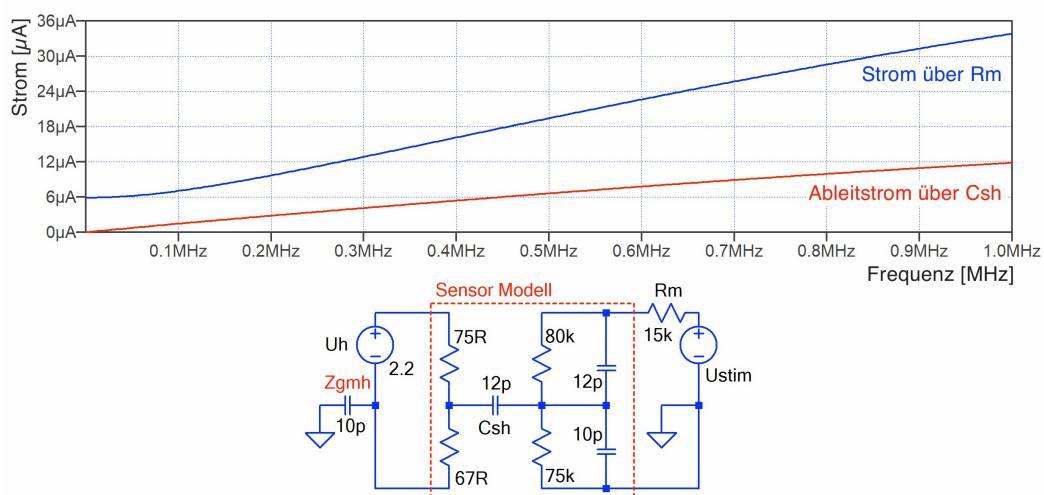 Strom [µA]
36µA
30µA
24µA
18µA
12µA
6µA
0µA
Strom über Rm
Ableitstrom über Csh
0.1MHz 0.2MHz 0.3MHz 0.4MHz 0.5MHz 0.6MHz 0.7MHz 0.8MHz 0.9MHz 1.0MHz
Frequenz [MHz]
Sensor Modell
Rm
15k
Uh
2.2
75R
80k
12p
Ustim
Zgmh
10p
12p
Csh
10p
67R
75k